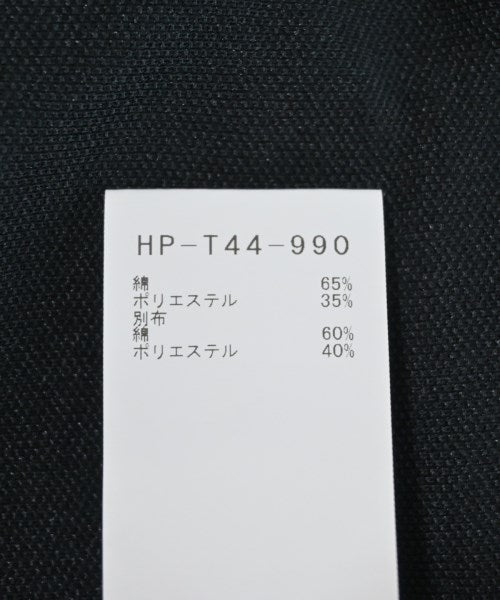 HP-T44-990
綿 65%
ポリエステル 35%
別布
綿 60%
ポリエステル 40%